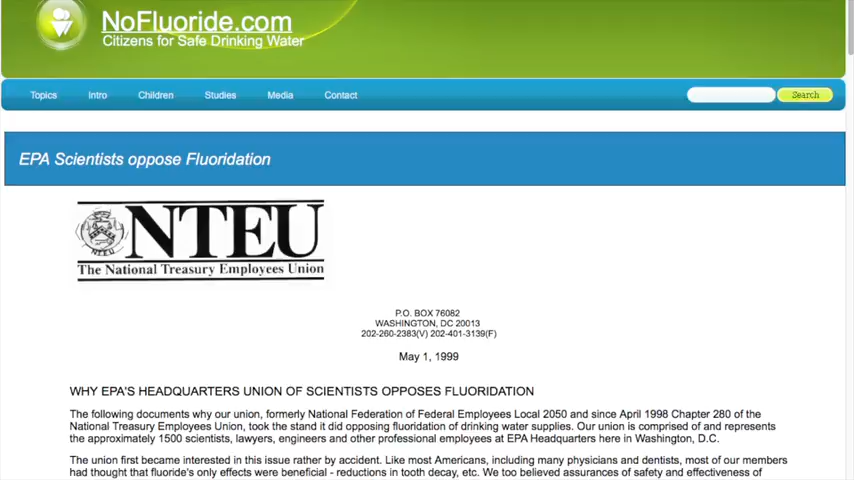 NoFluoride.com
Citizens for Safe Drinking Water
Topics Intro Children Studies Media Contact Search
EPA Scientists oppose Fluoridation
NTEU
NTEU
The National Treasury Employees Union
P.O. BOX 76082
WASHINGTON, DC 20013
202-260-2383(V) 202-401-3139(F)
May 1, 1999
WHY EPA'S HEADQUARTERS UNION OF SCIENTISTS OPPOSES FLUORIDATION
The following documents why our union, formerly National Federation of Federal Employees Local 2050 and since April 1998 Chapter 280 of the
National Treasury Employees Union, took the stand it did opposing fluoridation of drinking water supplies. Our union is comprised of and represents
the approximately 1500 scientists, lawyers, engineers and other professional employees at EPA Headquarters here in Washington, D.C.
The union first became interested in this issue rather by accident. Like most Americans, including many physicians and dentists, most of our members
had thought that fluoride's only effects were beneficial - reductions in tooth decay, etc. We too believed assurances of safety and effectiveness of